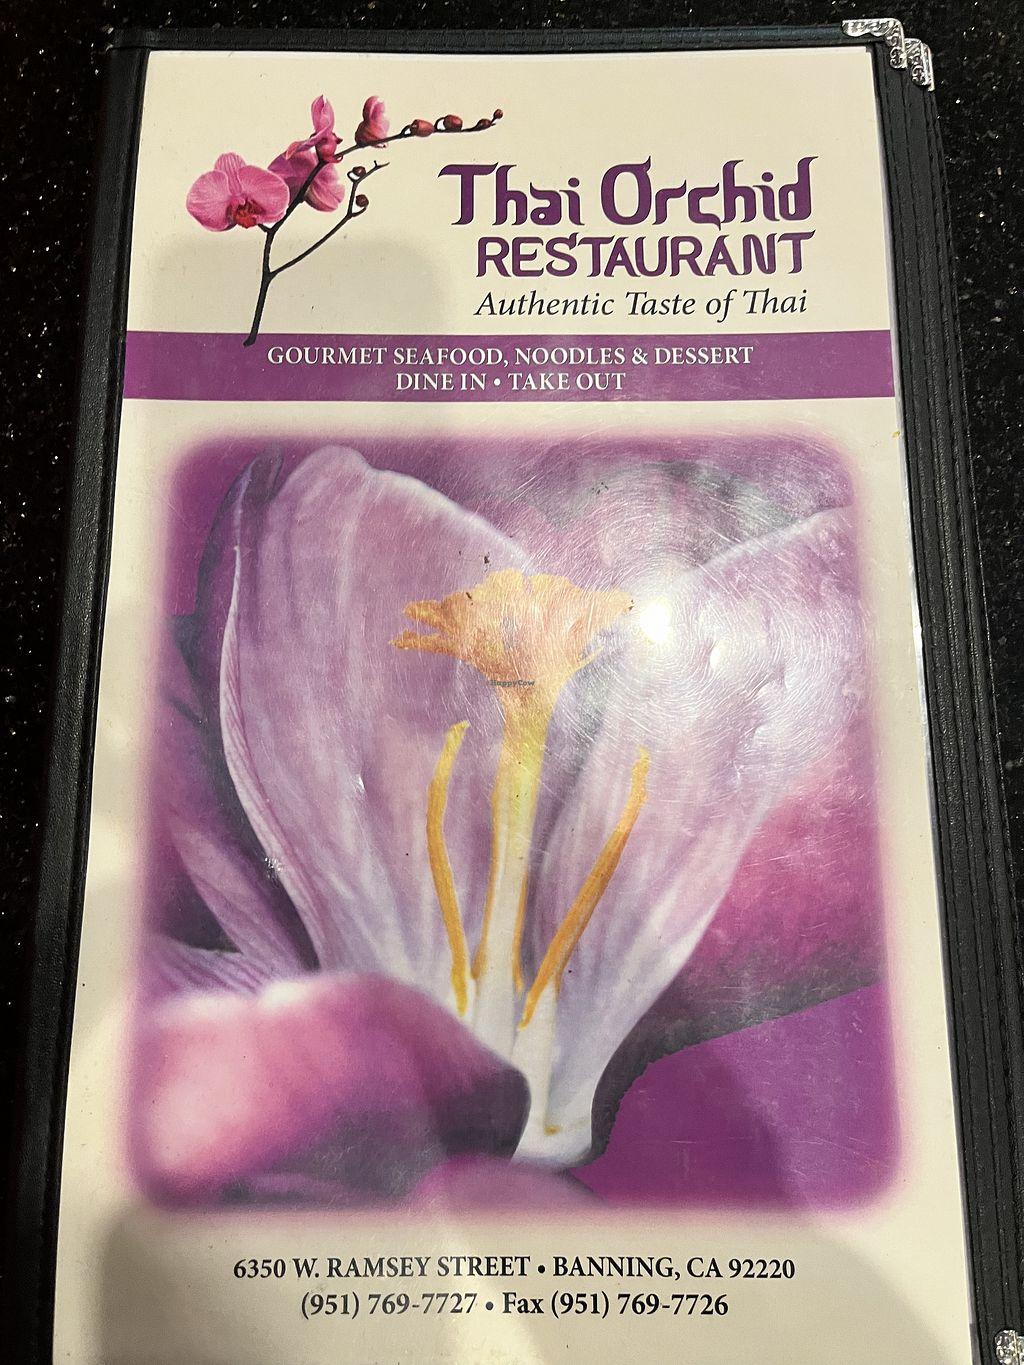 Thai Orchid
RESTAURANT
Authentic Taste of Thai
GOURMET SEAFOOD, NOODLES & DESSERT
DINE IN • TAKE OUT
HappyCow
6350 W. RAMSEY STREET • BANNING, CA 92220
(951) 769-7727 • Fax (951) 769-7726